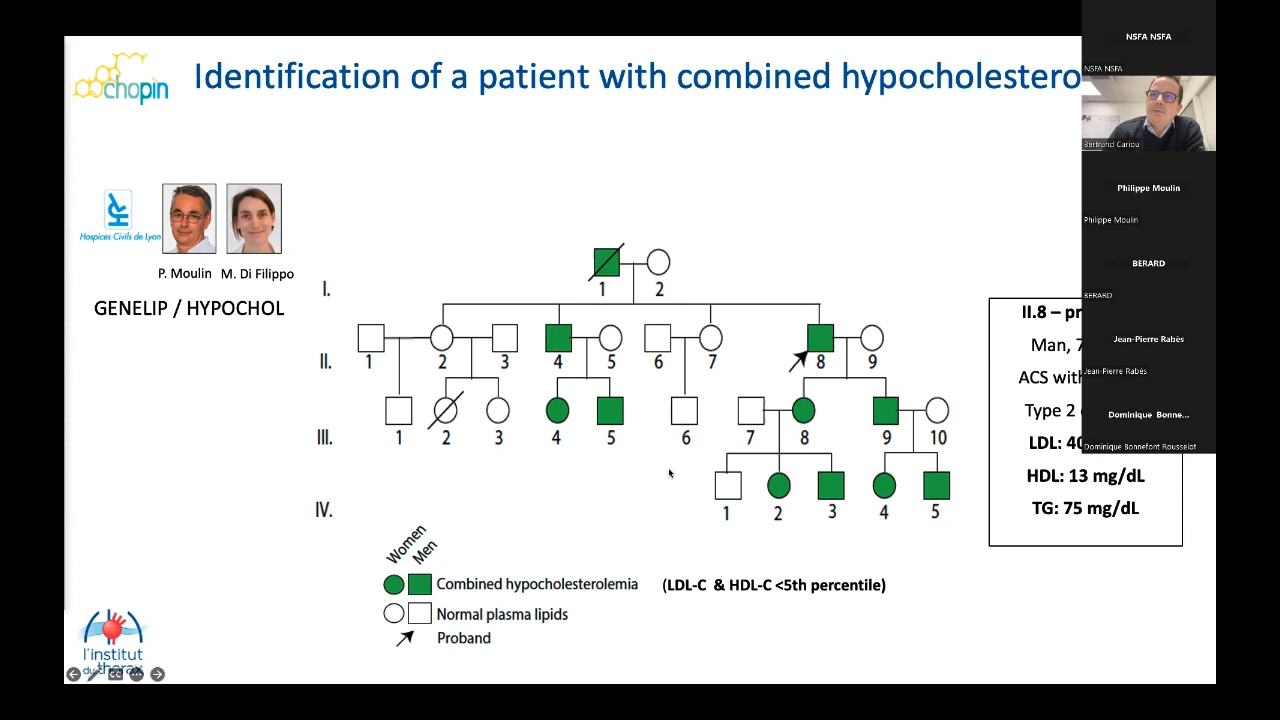 chopin
Identification of a patient with combined hypocholestero
NSFA NSFA
NSFA NSFA
Bertrand Cariou
Philippe Moulin
Philippe Moulin
BERARD
BERARD
Jean-Pierre Rabès
Jean-Pierre Rabès
Dominique Bonne...
Dominique Bonnefont Rousselot
Hospices Civils de Lyon
P. Moulin M. Di Filippo
GENELIP / HYPOCHOL
I.
1 2
II.
1 2 3 4 5 6 7 8 9
III.
1 2 3 4 5 6 7 8 9 10
IV.
1 2 3 4 5
II.8 – pr
Man, 7
ACS with
Type 2
LDL: 40
HDL: 13 mg/dL
TG: 75 mg/dL
Women
Men
Combined hypocholesterolemia (LDL-C & HDL-C <5th percentile)
Normal plasma lipids
Proband
l'institut
du thorax